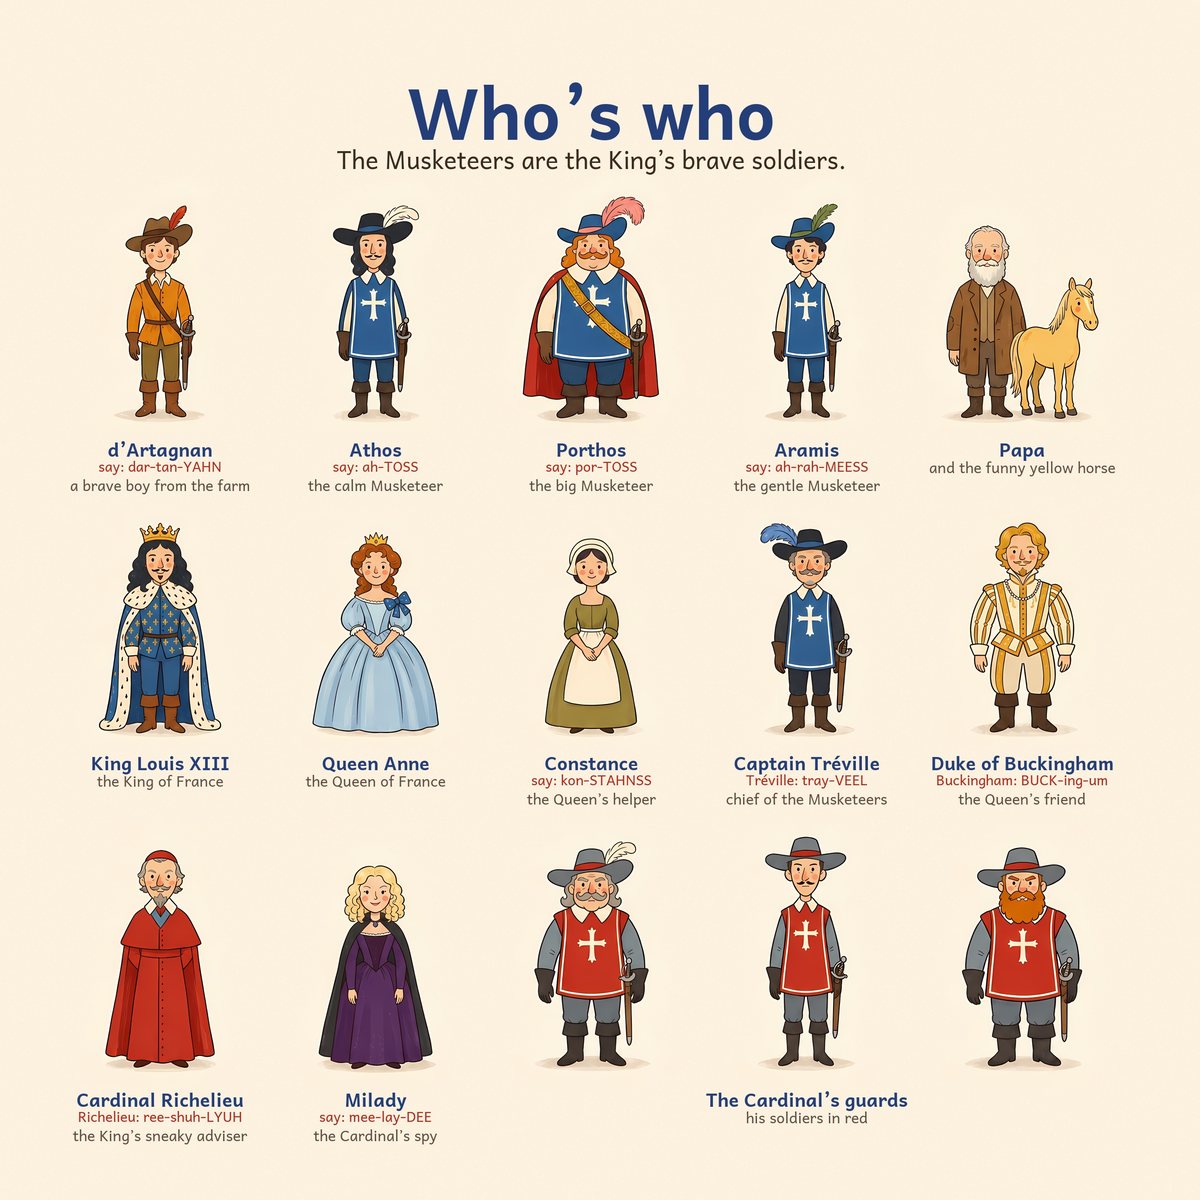 Who’s who
The Musketeers are the King’s brave soldiers.
d’Artagnan
say: dar-tan-YAHN
a brave boy from the farm
Athos
say: ah-TOSS
the calm Musketeer
Porthos
say: por-TOSS
the big Musketeer
Aramis
say: ah-rah-MEESS
the gentle Musketeer
Papa
and the funny yellow horse
King Louis XIII
the King of France
Queen Anne
the Queen of France
Constance
say: kon-STAHNSS
the Queen’s helper
Captain Tréville
Tréville: tray-VEEL
chief of the Musketeers
Duke of Buckingham
Buckingham: BUCK-ing-um
the Queen’s friend
Cardinal Richelieu
Richelieu: ree-shuh-LYUH
the King’s sneaky adviser
Milady
say: mee-lay-DEE
the Cardinal’s spy
The Cardinal’s guards
his soldiers in red